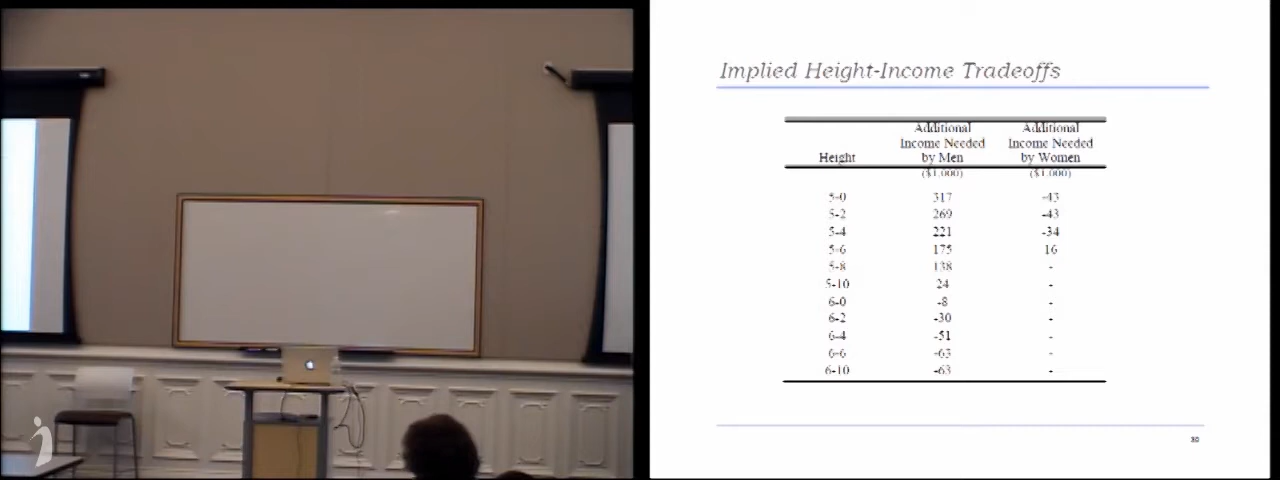 Implied Height-Income Tradeoffs
Additional Additional
Income Needed Income Needed
Height by Men by Women
($1,000) ($1,000)
5-0 317 -43
5-2 269 -43
5-4 221 -34
5-6 175 16
5-8 138 -
5-10 24 -
6-0 -8 -
6-2 -30 -
6-4 -51 -
6-6 -63 -
6-10 -63 -
30